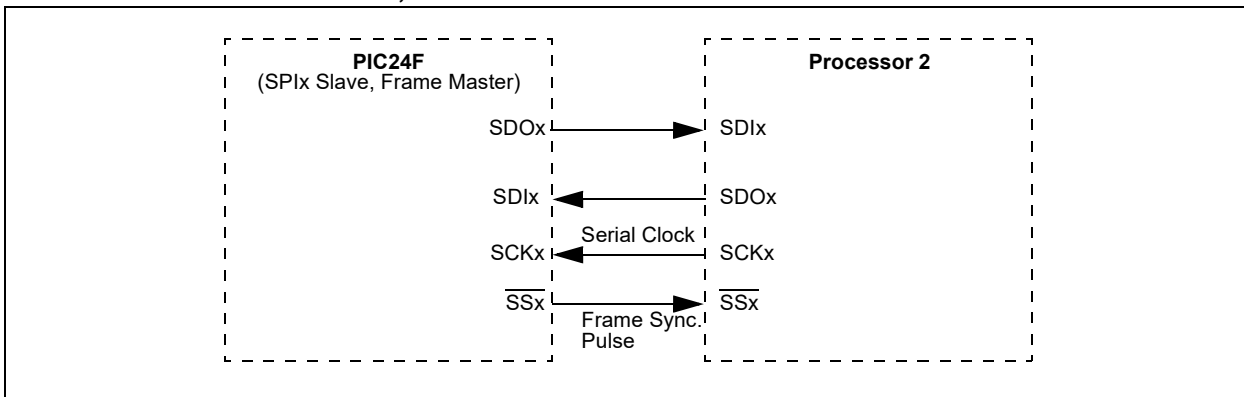 PIC24F
(SPIx Slave, Frame Master)
Processor 2
SDOx
SDIx
SDIx
SDOx
Serial Clock
SCKx
SCKx
SSx
SSx
Frame Sync.
Pulse